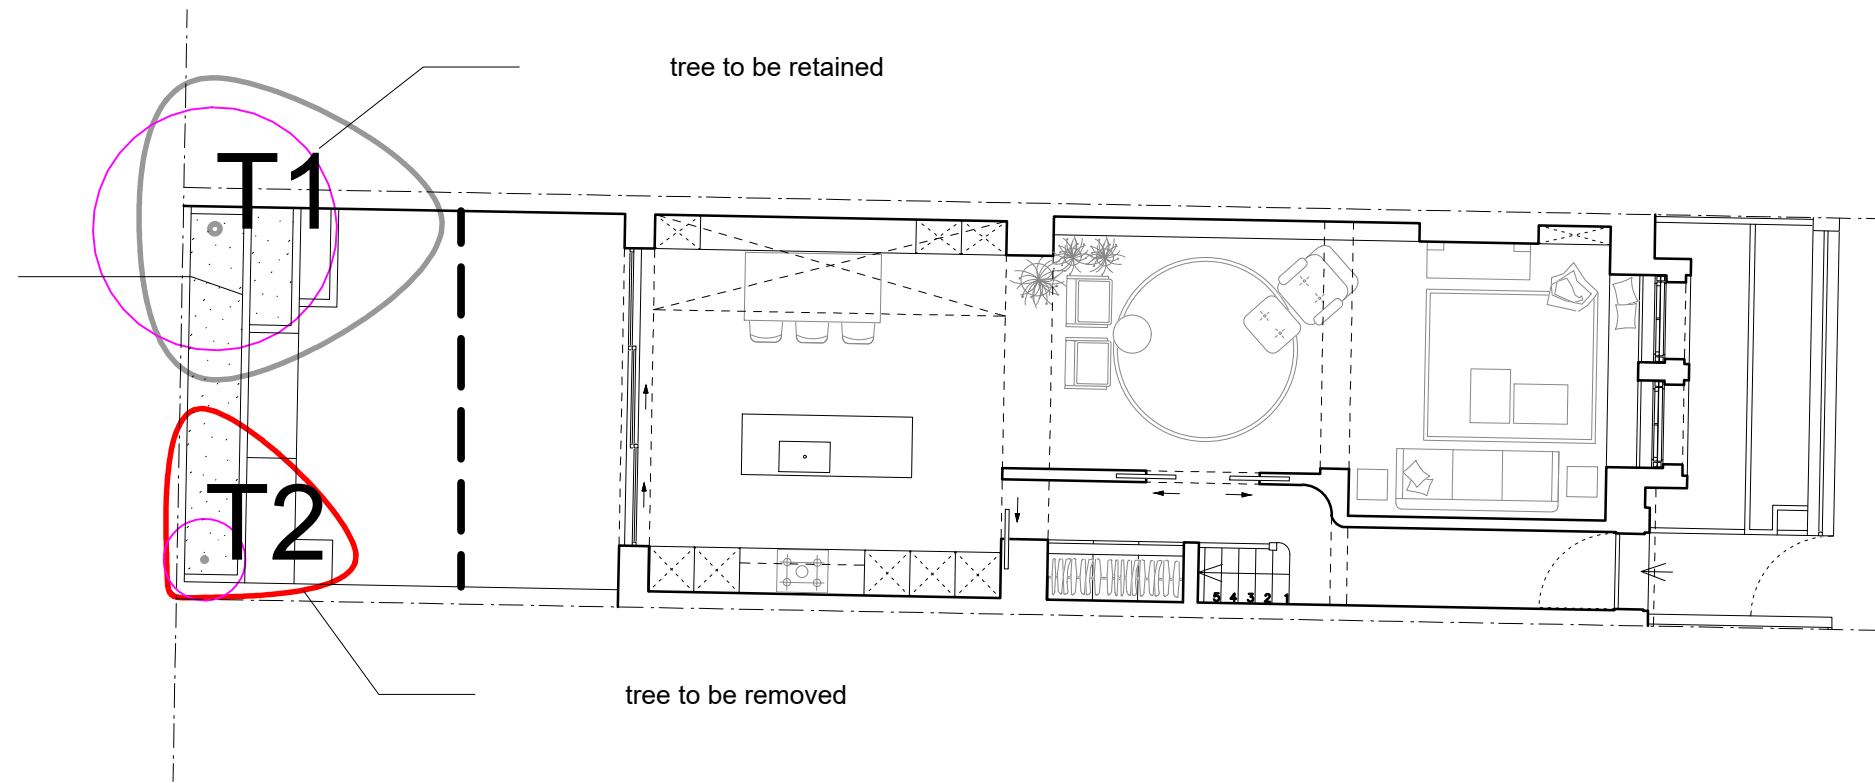 tree to be retained
T1
T2
5 4 3 2 1
tree to be removed